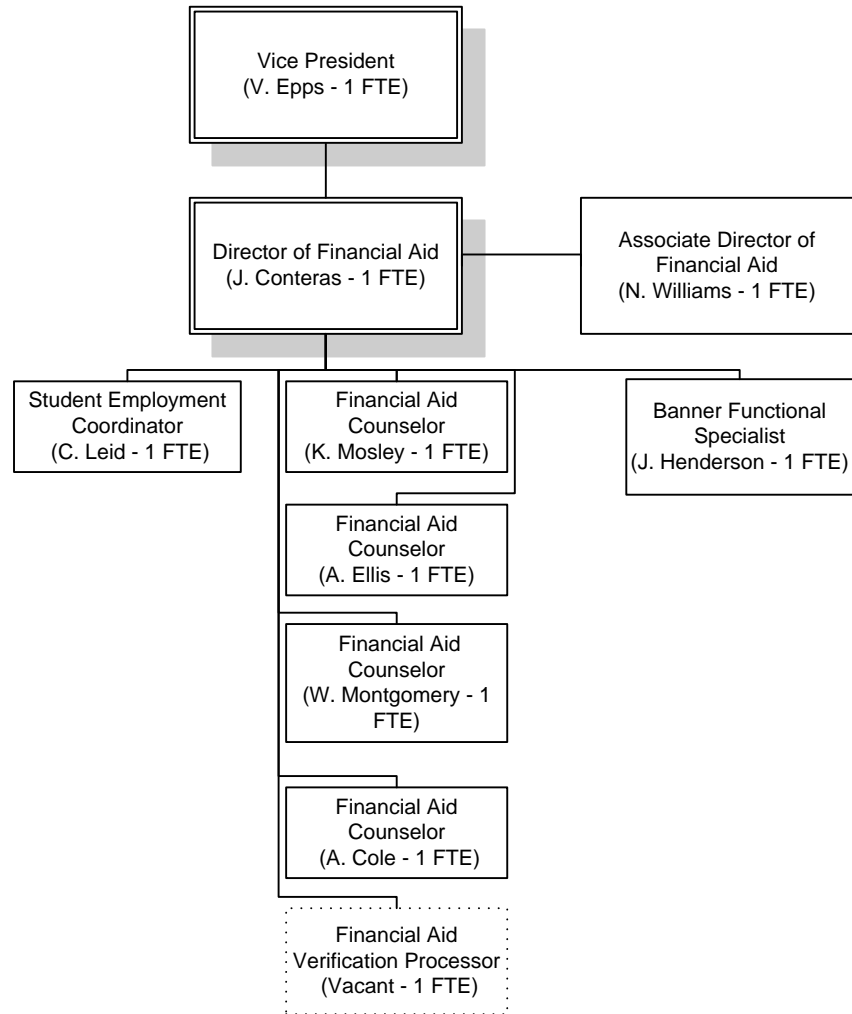 Vice President
(V. Epps - 1 FTE)
Director of Financial Aid
(J. Conteras - 1 FTE)
Associate Director of
Financial Aid
(N. Williams - 1 FTE)
Student Employment
Coordinator
(C. Leid - 1 FTE)
Financial Aid
Counselor
(K. Mosley - 1 FTE)
Banner Functional
Specialist
(J. Henderson - 1 FTE)
Financial Aid
Counselor
(A. Ellis - 1 FTE)
Financial Aid
Counselor
(W. Montgomery - 1
FTE)
Financial Aid
Counselor
(A. Cole - 1 FTE)
Financial Aid
Verification Processor
(Vacant - 1 FTE)